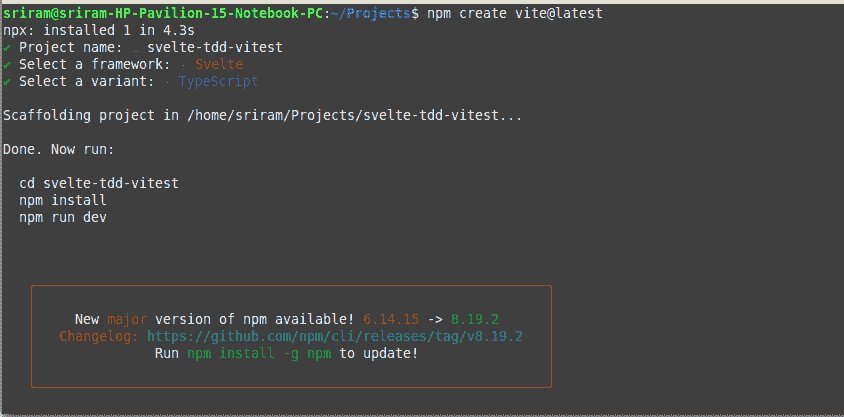 sriram@sriram-HP-Pavilion-15-Notebook-PC:~/Projects$ npm create vite@latest
npx: installed 1 in 4.3s
✔ Project name: … svelte-tdd-vitest
✔ Select a framework: · Svelte
✔ Select a variant: · TypeScript
Scaffolding project in /home/sriram/Projects/svelte-tdd-vitest...
Done. Now run:
cd svelte-tdd-vitest
npm install
npm run dev
New major version of npm available! 6.14.15 -> 8.19.2
Changelog: https://github.com/npm/cli/releases/tag/v8.19.2
Run npm install -g npm to update!